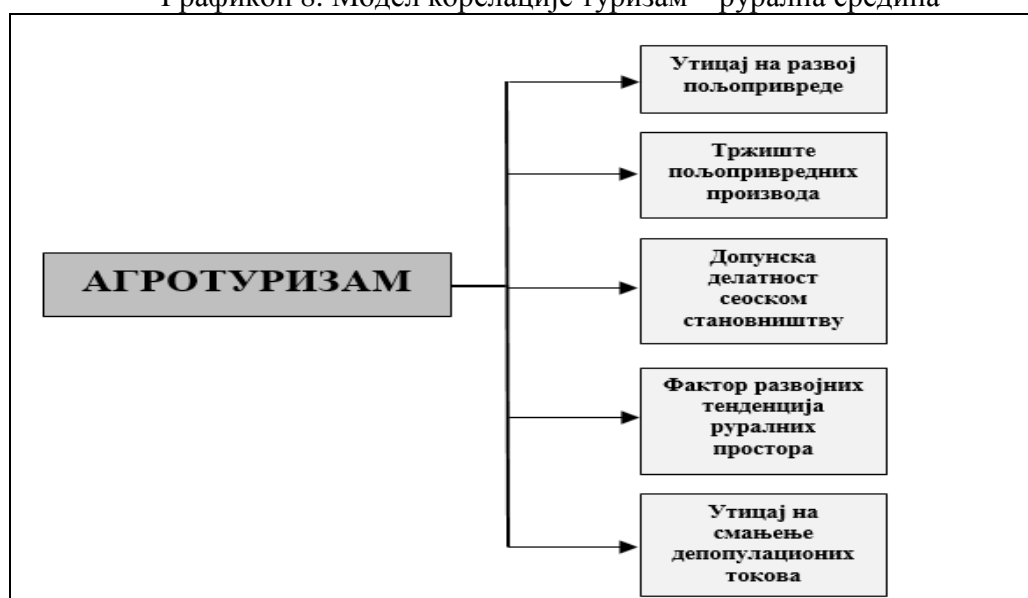 Графикон 8. Модел корелације туризам – рурална средина
Утицај на развој
пољопривреде
Тржиште
пољопривредних
производа
АГРОТУРИЗАМ
Допунска
делатност
сеоском
становништву
Фактор развојних
тенденција
руралних
простора
Утицај на
смањење
депопулационих
токова